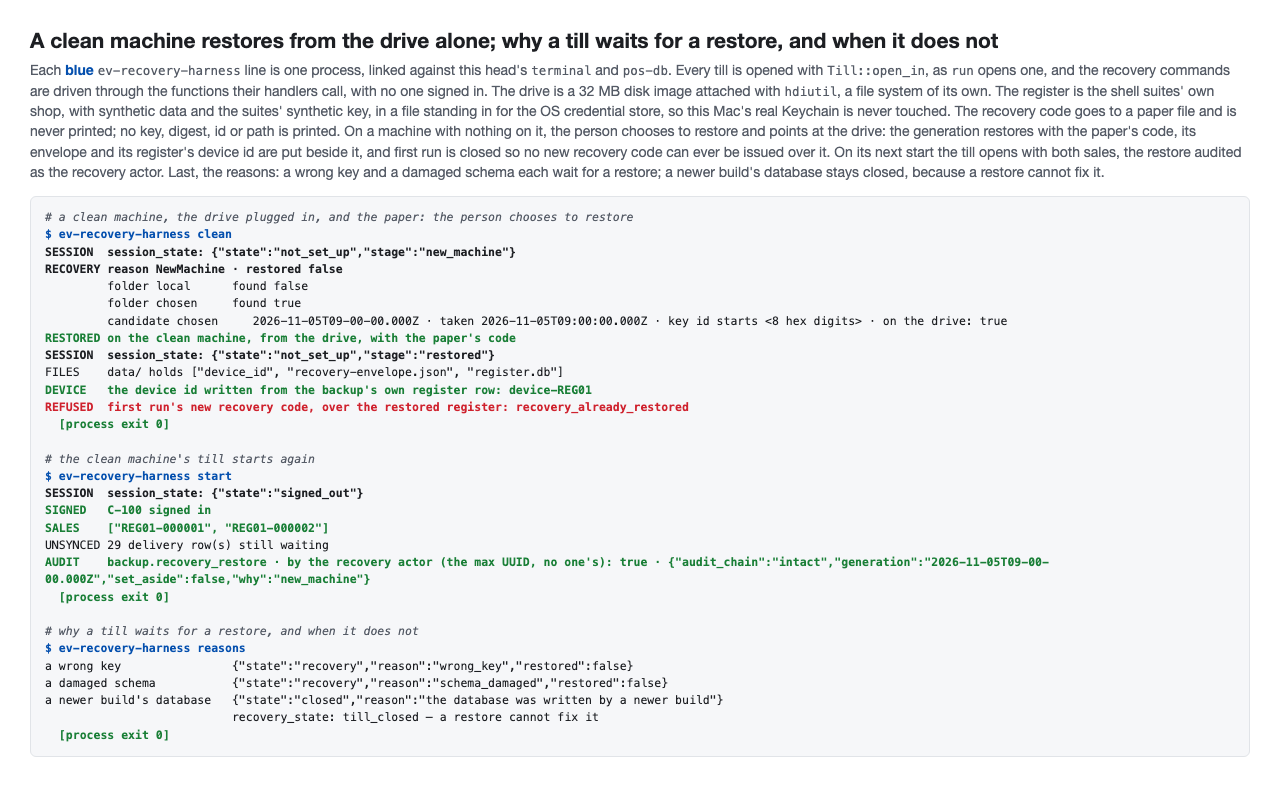 A clean machine restores from the drive alone; why a till waits for a restore, and when it does not
Each blue ev-recovery-harness line is one process, linked against this head's terminal and pos-db. Every till is opened with Till::open_in, as run opens one, and the recovery commands
are driven through the functions their handlers call, with no one signed in. The drive is a 32 MB disk image attached with hdiutil, a file system of its own. The register is the shell suites' own
shop, with synthetic data and the suites' synthetic key, in a file standing in for the OS credential store, so this Mac's real Keychain is never touched. The recovery code goes to a paper file and is
never printed; no key, digest, id or path is printed. On a machine with nothing on it, the person chooses to restore and points at the drive: the generation restores with the paper's code, its
envelope and its register's device id are put beside it, and first run is closed so no new recovery code can ever be issued over it. On its next start the till opens with both sales, the restore audited
as the recovery actor. Last, the reasons: a wrong key and a damaged schema each wait for a restore; a newer build's database stays closed, because a restore cannot fix it.
# a clean machine, the drive plugged in, and the paper: the person chooses to restore
$ ev-recovery-harness clean
SESSION  session_state: {"state":"not_set_up","stage":"new_machine"}
RECOVERY reason NewMachine · restored false
         folder local      found false
         folder chosen     found true
         candidate chosen     2026-11-05T09-00-00.000Z · taken 2026-11-05T09:00:00.000Z · key id starts <8 hex digits> · on the drive: true
RESTORED on the clean machine, from the drive, with the paper's code
SESSION  session_state: {"state":"not_set_up","stage":"restored"}
FILES    data/ holds ["device_id", "recovery-envelope.json", "register.db"]
DEVICE   the device id written from the backup's own register row: device-REG01
REFUSED  first run's new recovery code, over the restored register: recovery_already_restored
  [process exit 0]
# the clean machine's till starts again
$ ev-recovery-harness start
SESSION  session_state: {"state":"signed_out"}
SIGNED   C-100 signed in
SALES    ["REG01-000001", "REG01-000002"]
UNSYNCED 29 delivery row(s) still waiting
AUDIT    backup.recovery_restore · by the recovery actor (the max UUID, no one's): true · {"audit_chain":"intact","generation":"2026-11-05T09-00-
00.000Z","set_aside":false,"why":"new_machine"}
  [process exit 0]
# why a till waits for a restore, and when it does not
$ ev-recovery-harness reasons
a wrong key                {"state":"recovery","reason":"wrong_key","restored":false}
a damaged schema           {"state":"recovery","reason":"schema_damaged","restored":false}
a newer build's database   {"state":"closed","reason":"the database was written by a newer build"}
                           recovery_state: till_closed — a restore cannot fix it
  [process exit 0]